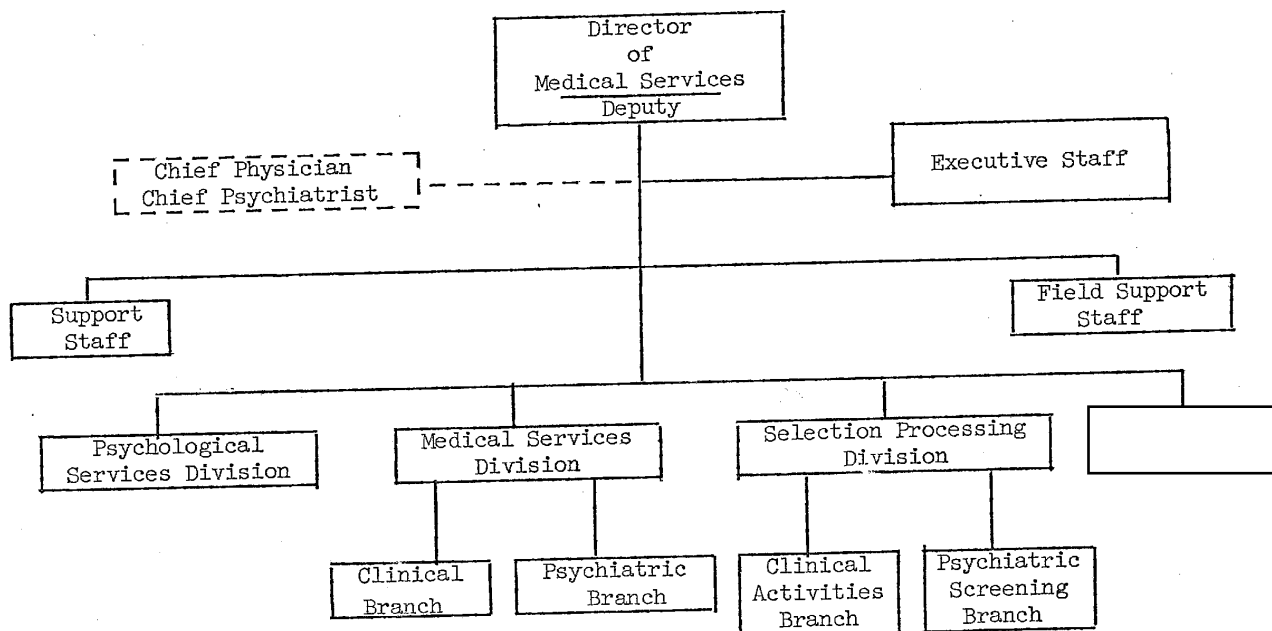 Director
of
Medical Services
Deputy
Chief Physician
Chief Psychiatrist
Executive Staff
Support
Staff
Field Support
Staff
Psychological
Services Division
Medical Services
Division
Selection Processing
Division
Clinical
Branch
Psychiatric
Branch
Clinical
Activities
Branch
Psychiatric
Screening
Branch